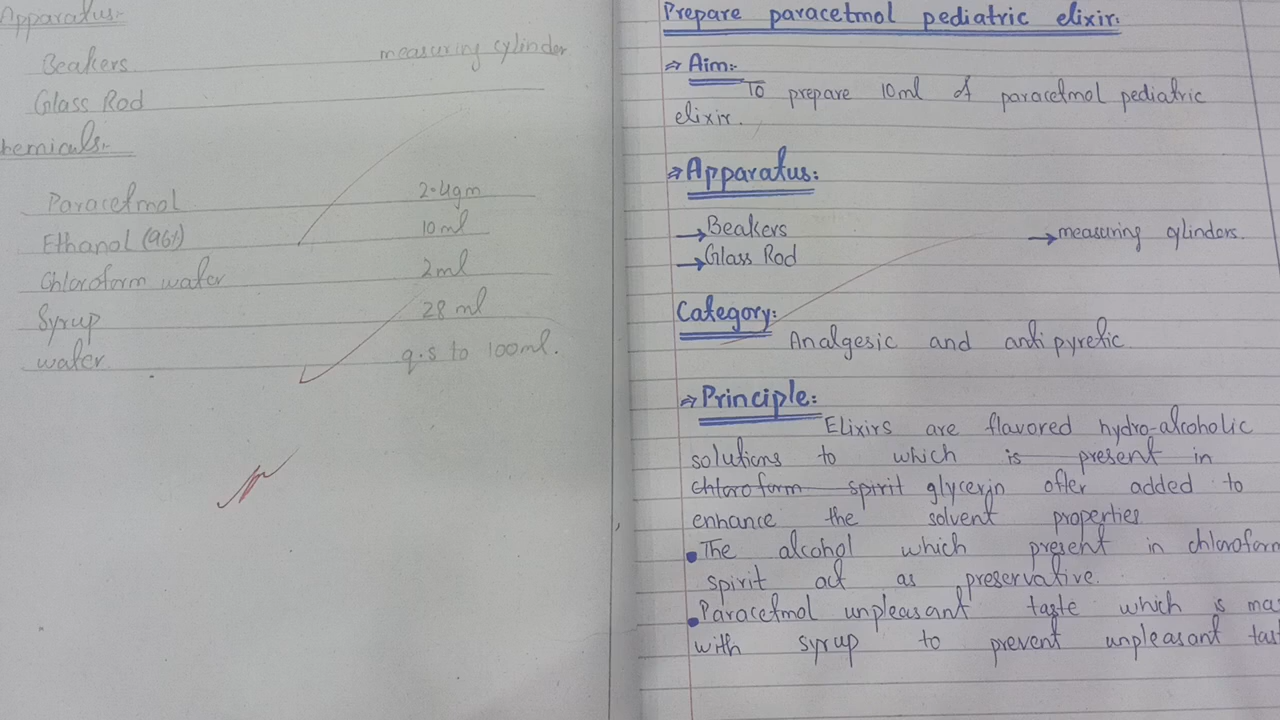 Apparatus:-
Beakers measuring cylinder
Glass Rod
hemicals:-
Paracetmol 2.4gm
Ethanol (96%) 10ml
Chloroform water 2ml
Syrup 28 ml
water q.s to 100ml.
Prepare paracetmol pediatric elixir:
⇒ Aim:-
To prepare 10ml of paracetmol pediatric
elixir.
⇒ Apparatus:
→ Beakers → measuring cylinders.
→ Glass Rod
Category:
Analgesic and antipyretic.
⇒ Principle:
Elixirs are flavored hydro-alcoholic
solutions to which is present in
chloroform spirit glycerin ofter added to
enhance the solvent properties
• The alcohol which present in chloroform
spirit act as preservative.
• Paracetmol unpleasant taste which is ma
with syrup to prevent unpleasant tas